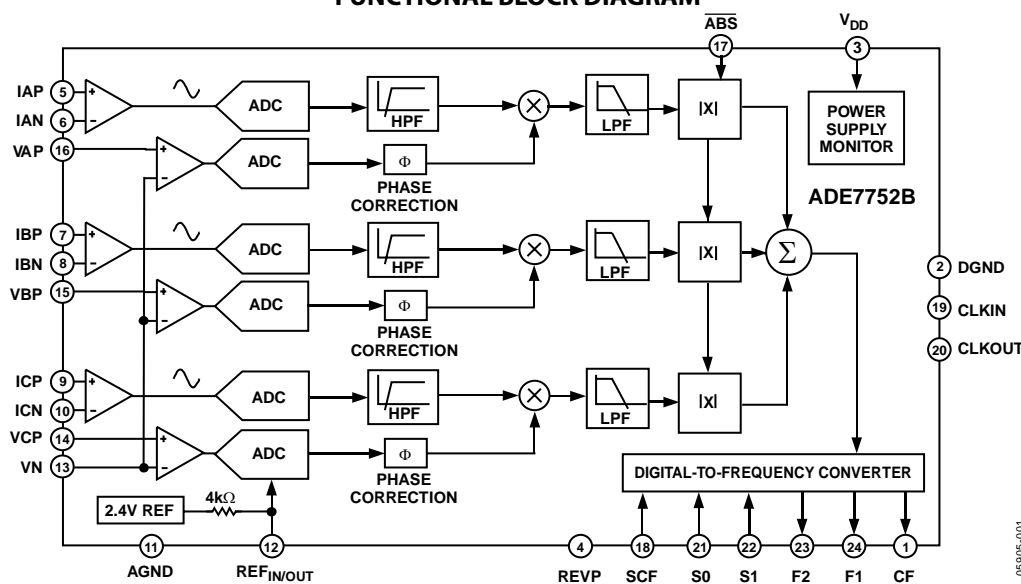 FUNCTIONAL BLOCK DIAGRAM
ABS
VDD
17
3
IAP 5 + ADC HPF × LPF |X| POWER SUPPLY MONITOR
IAN 6 –
VAP 16 + – ADC Φ
PHASE CORRECTION
ADE7752B
IBP 7 + ADC HPF × LPF |X| Σ
IBN 8 –
2 DGND
VBP 15 + – ADC Φ
19 CLKIN
PHASE CORRECTION
20 CLKOUT
ICP 9 + ADC HPF × LPF |X|
ICN 10 –
VCP 14 + ADC Φ
VN 13 –
PHASE CORRECTION
DIGITAL-TO-FREQUENCY CONVERTER
2.4V REF 4kΩ
11 12 4 18 21 22 23 24 1
AGND REFIN/OUT REVP SCF S0 S1 F2 F1 CF
05905-001